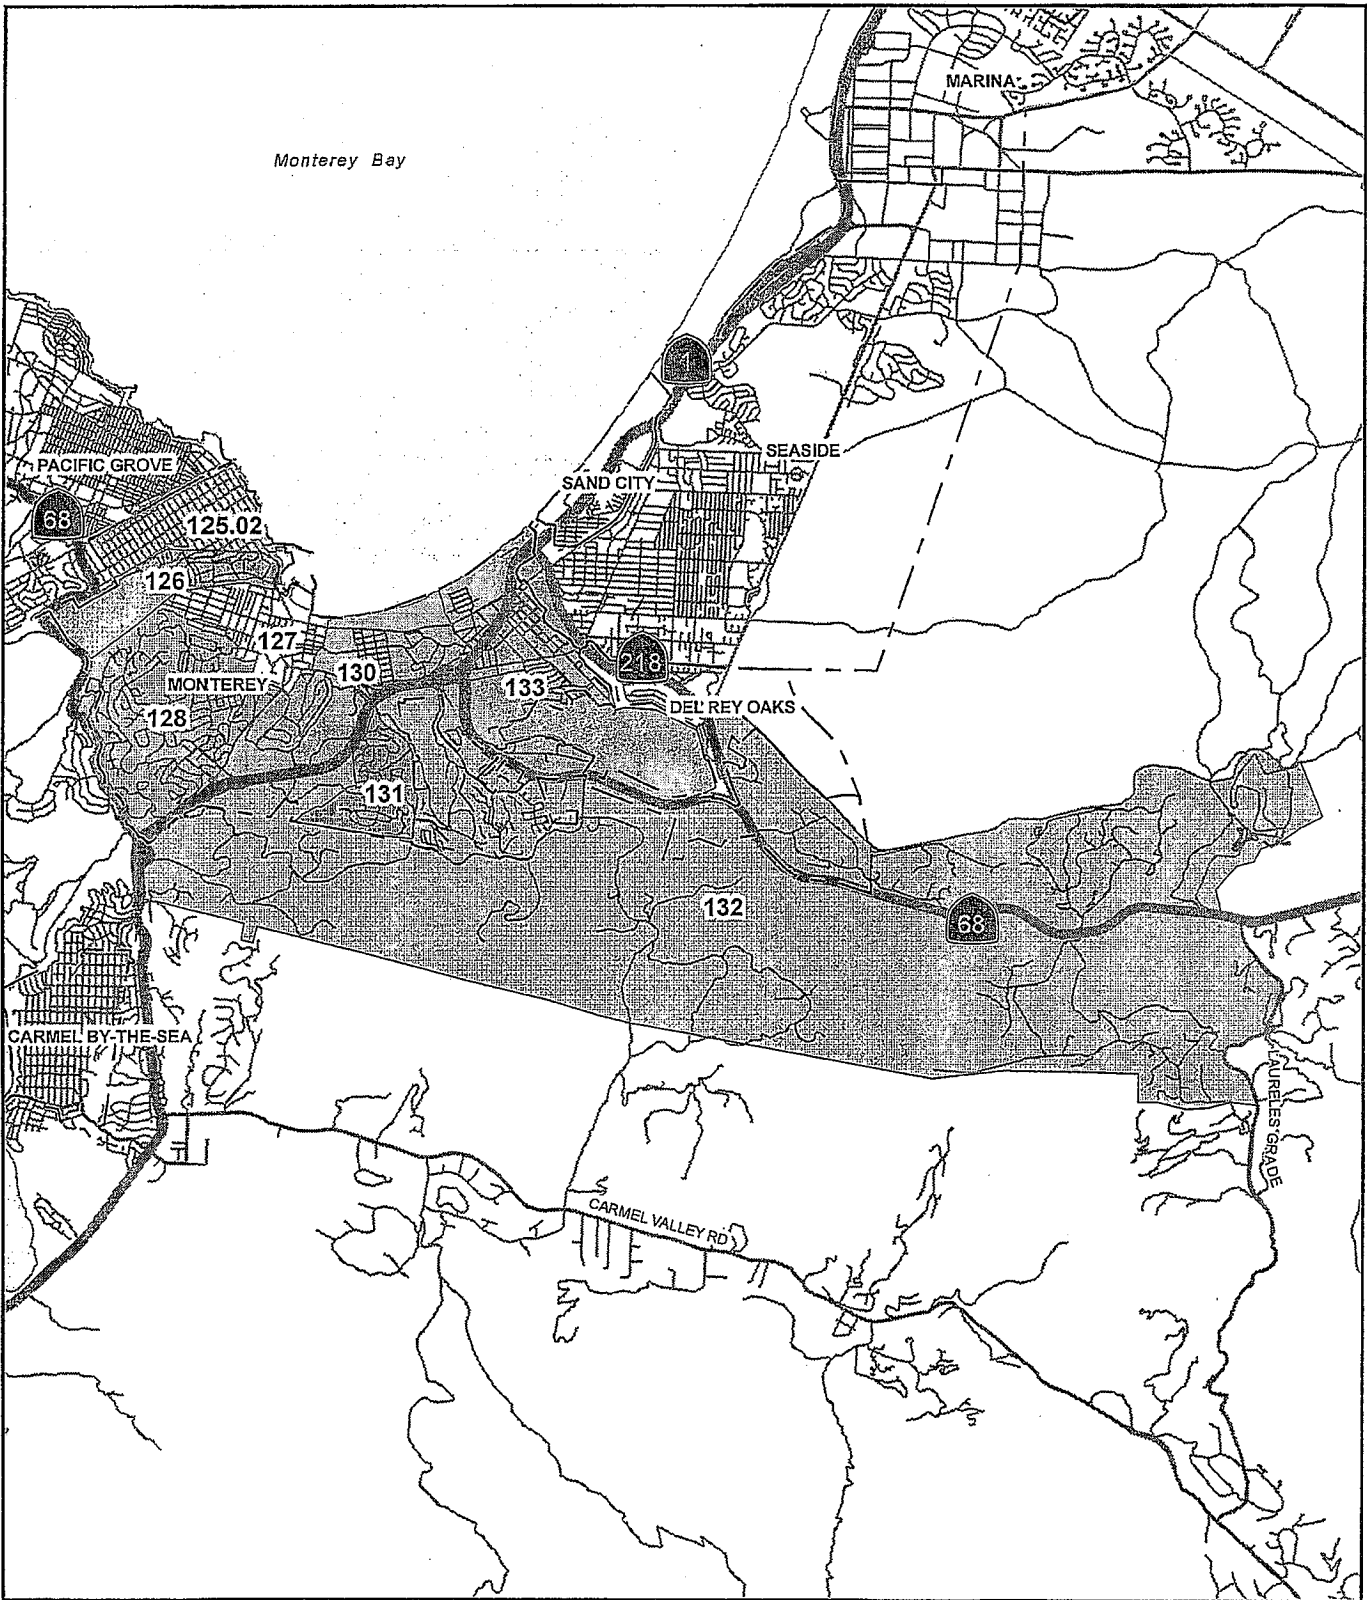 MARINA
Monterey Bay
1
SEASIDE
PACIFIC GROVE
SAND CITY
68
125.02
126
127
218
130
133
MONTEREY
DEL REY OAKS
128
131
132
68
CARMEL BY-THE-SEA
LAURELES GRADE
CARMEL VALLEY RD